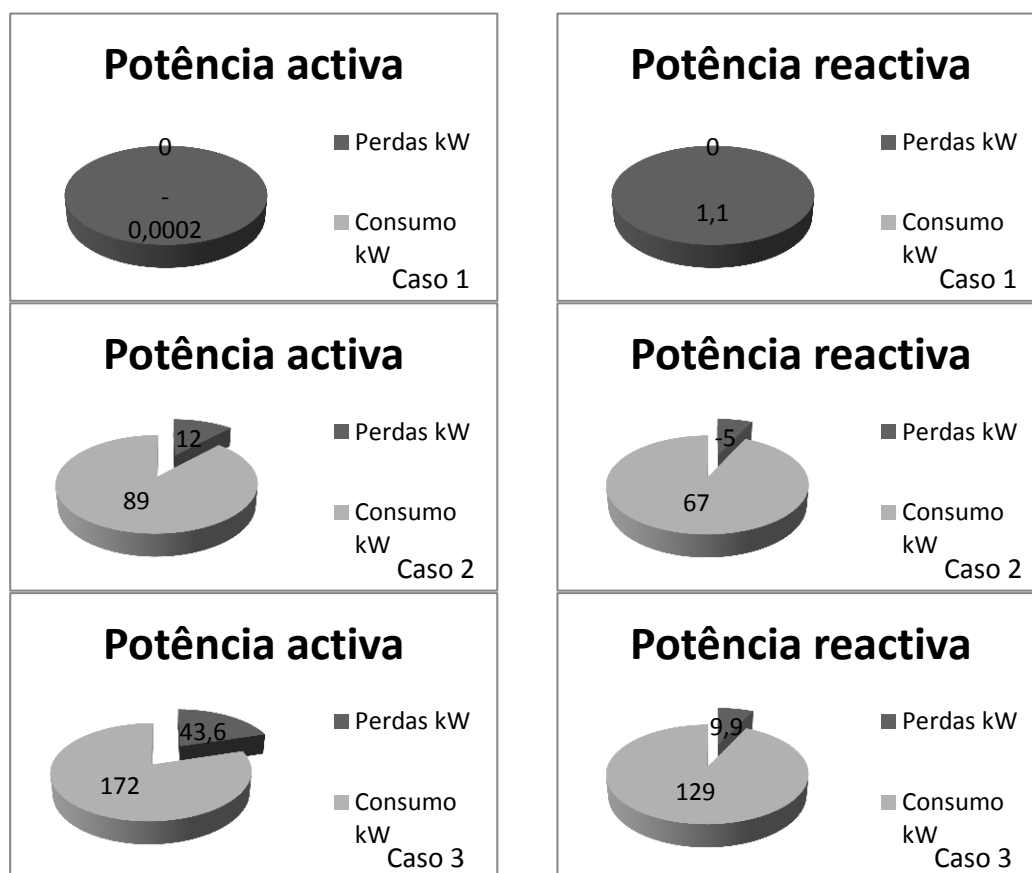 Potência activa
0
-
0,0002
Perdas kW
Consumo
kW
Caso 1
Potência reactiva
0
1,1
Perdas kW
Consumo
kW
Caso 1
Potência activa
12
89
Perdas kW
Consumo
kW
Caso 2
Potência reactiva
-5
67
Perdas kW
Consumo
kW
Caso 2
Potência activa
43,6
172
Perdas kW
Consumo
kW
Caso 3
Potência reactiva
9,9
129
Perdas kW
Consumo
kW
Caso 3